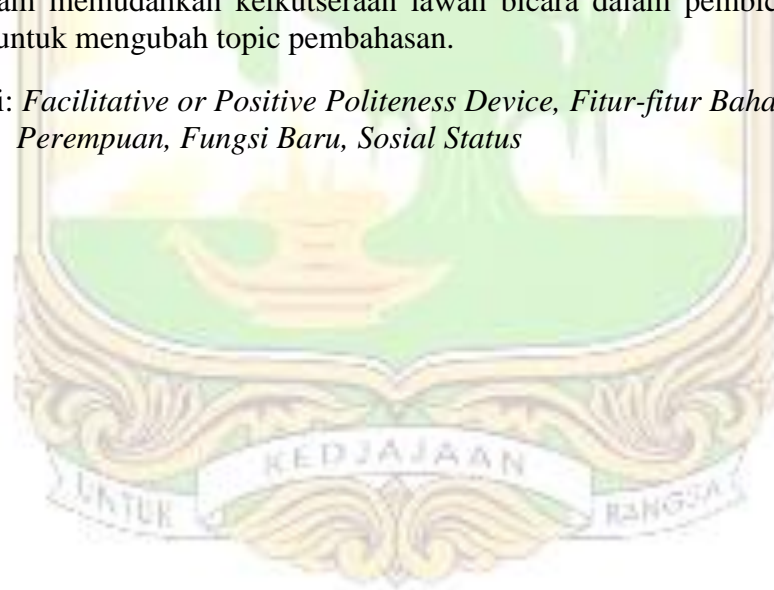 memudahkan keikutseraan lawan bicara dalam pembic
untuk mengubah topic pembahasan.
i: Facilitative or Positive Politeness Device, Fitur-fitur Baha
Perempuan, Fungsi Baru, Sosial Status
UNTUK KEDJAJAAN BANGSA